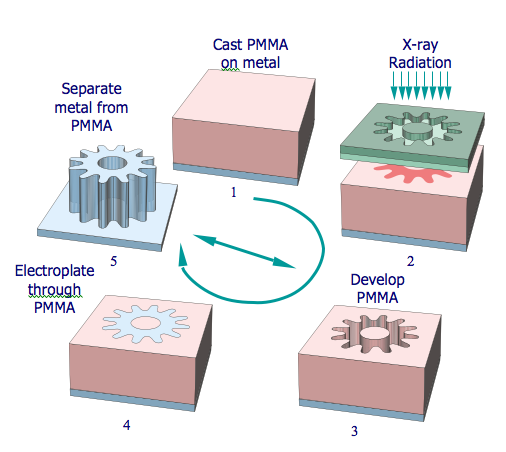 Cast PMMA
on metal
1
X-ray
Radiation
2
Develop
PMMA
3
Electroplate
through
PMMA
4
Separate
metal from
PMMA
5